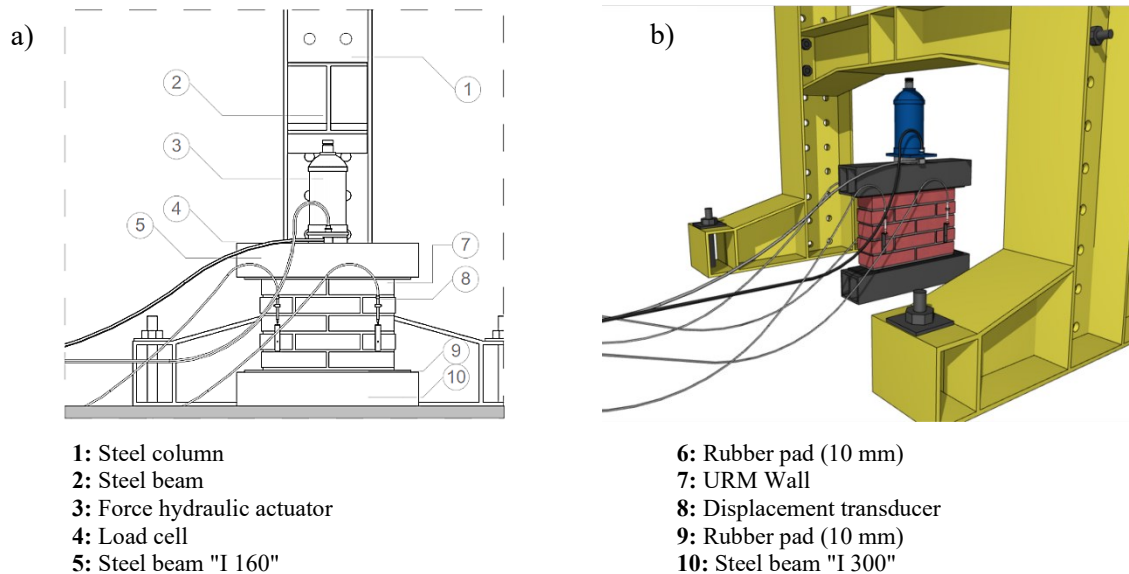 a)
b)
1
2
3
4
5
7
8
9
10
1: Steel column
2: Steel beam
3: Force hydraulic actuator
4: Load cell
5: Steel beam "I 160"
6: Rubber pad (10 mm)
7: URM Wall
8: Displacement transducer
9: Rubber pad (10 mm)
10: Steel beam "I 300"